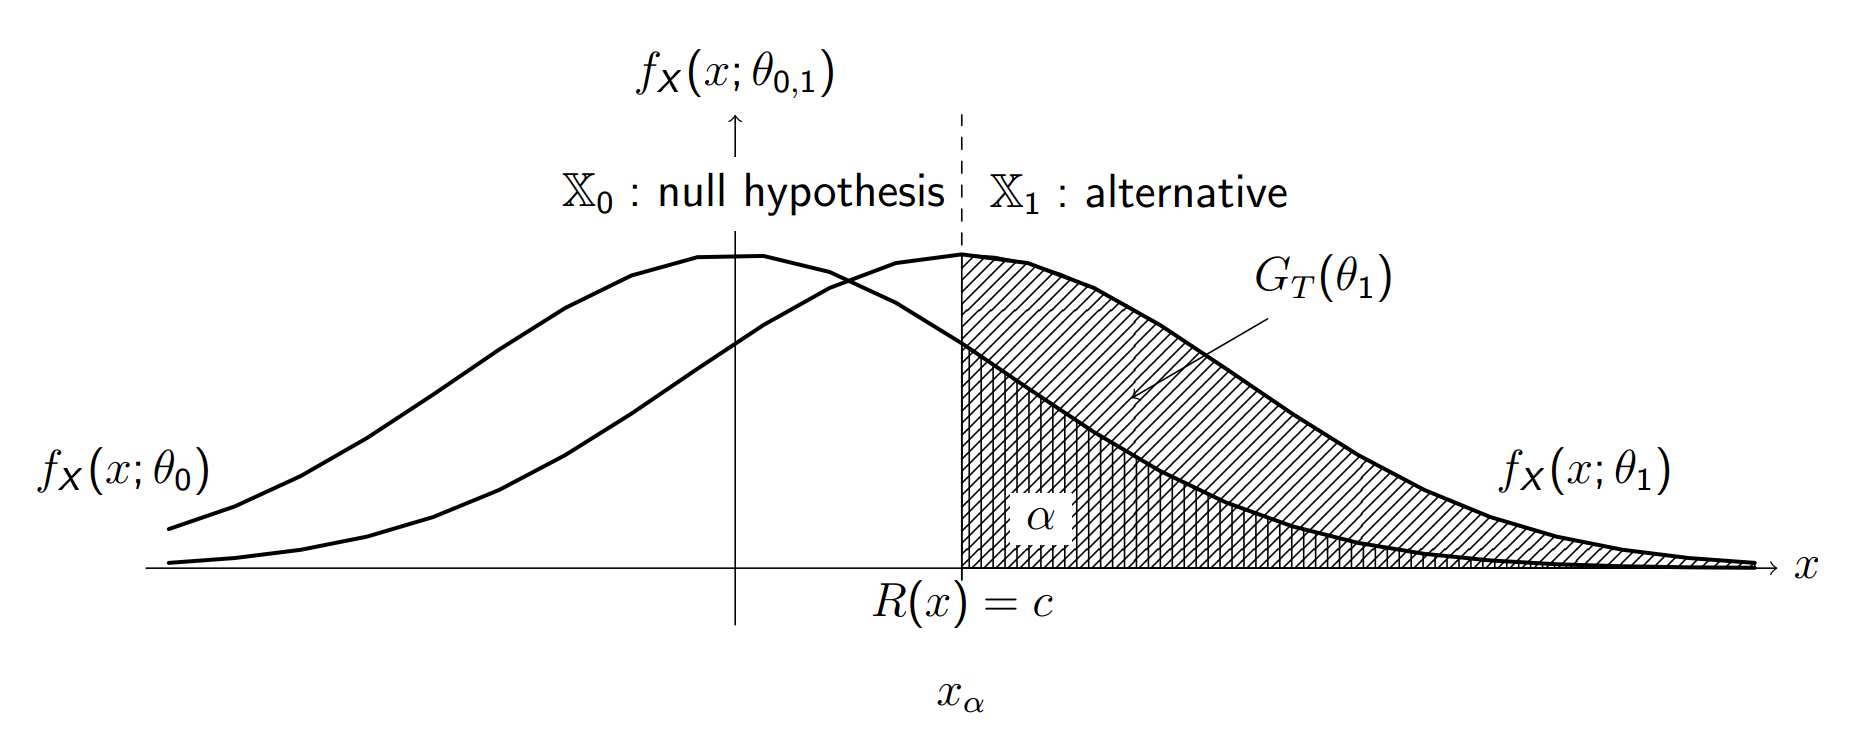 f_X(x; θ_{0,1})
𝕏_0 : null hypothesis
𝕏_1 : alternative
G_T(θ_1)
f_X(x; θ_0)
f_X(x; θ_1)
α
x
R(x) = c
x_α